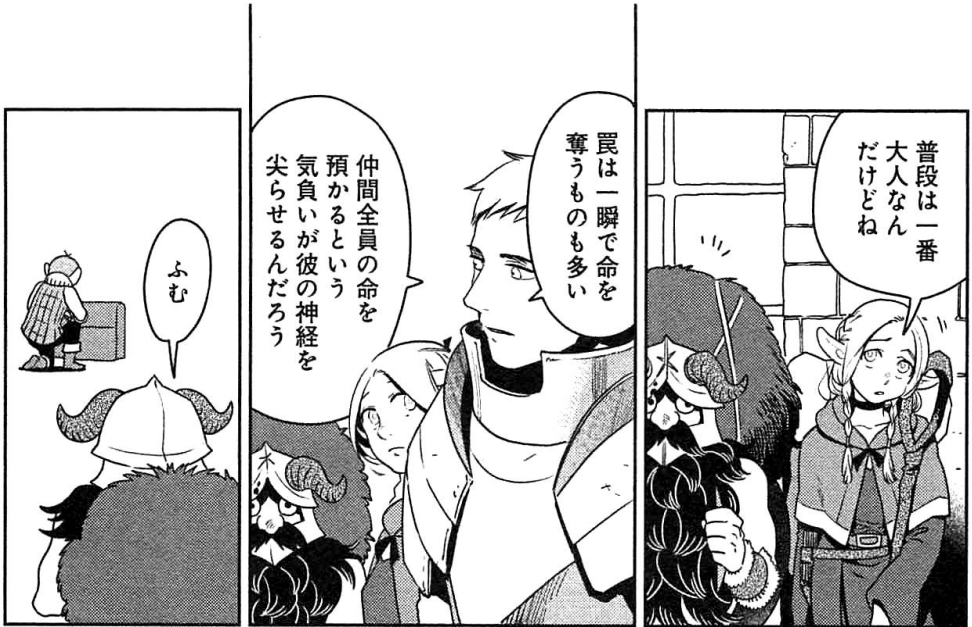 普段は一番
大人なん
だけどね
罠は一瞬で命を
奪うものも多い
仲間全員の命を
預かるという
気負いが彼の神経を
尖らせるんだろう
ふむ